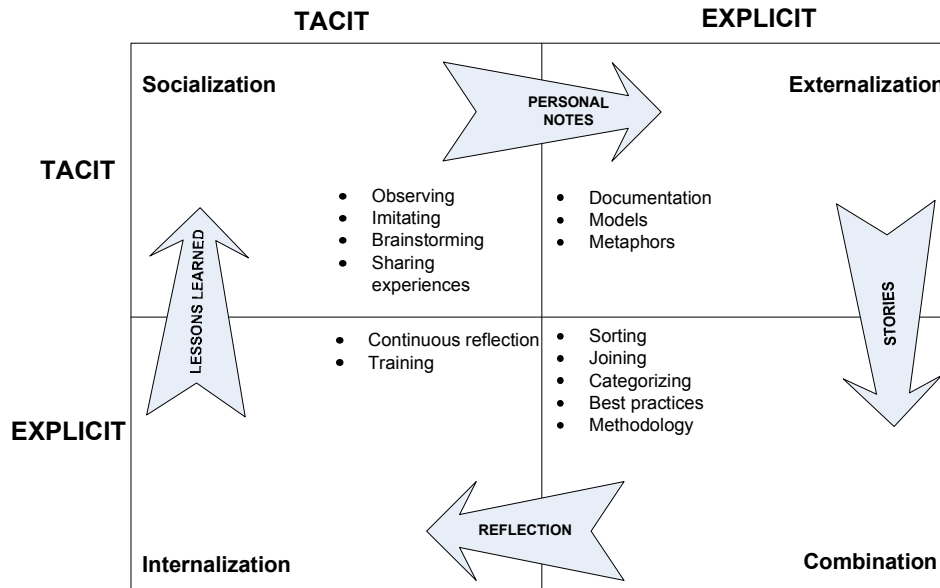 TACIT
EXPLICIT
Socialization
Externalization
PERSONAL
NOTES
TACIT
• Observing
• Imitating
• Brainstorming
• Sharing
experiences
• Documentation
• Models
• Metaphors
LESSONS LEARNED
STORIES
• Continuous reflection
• Training
• Sorting
• Joining
• Categorizing
• Best practices
• Methodology
EXPLICIT
REFLECTION
Internalization
Combination